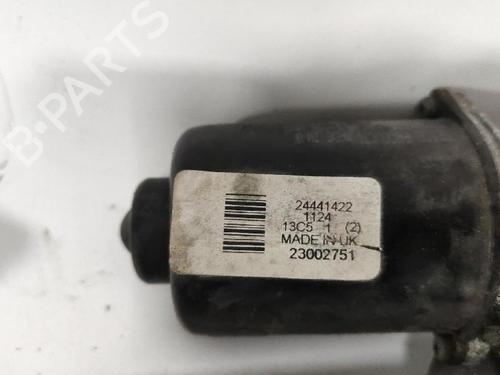 B-PARTS
24441422
1124
13C5 1 (2)
MADE IN UK
23002751